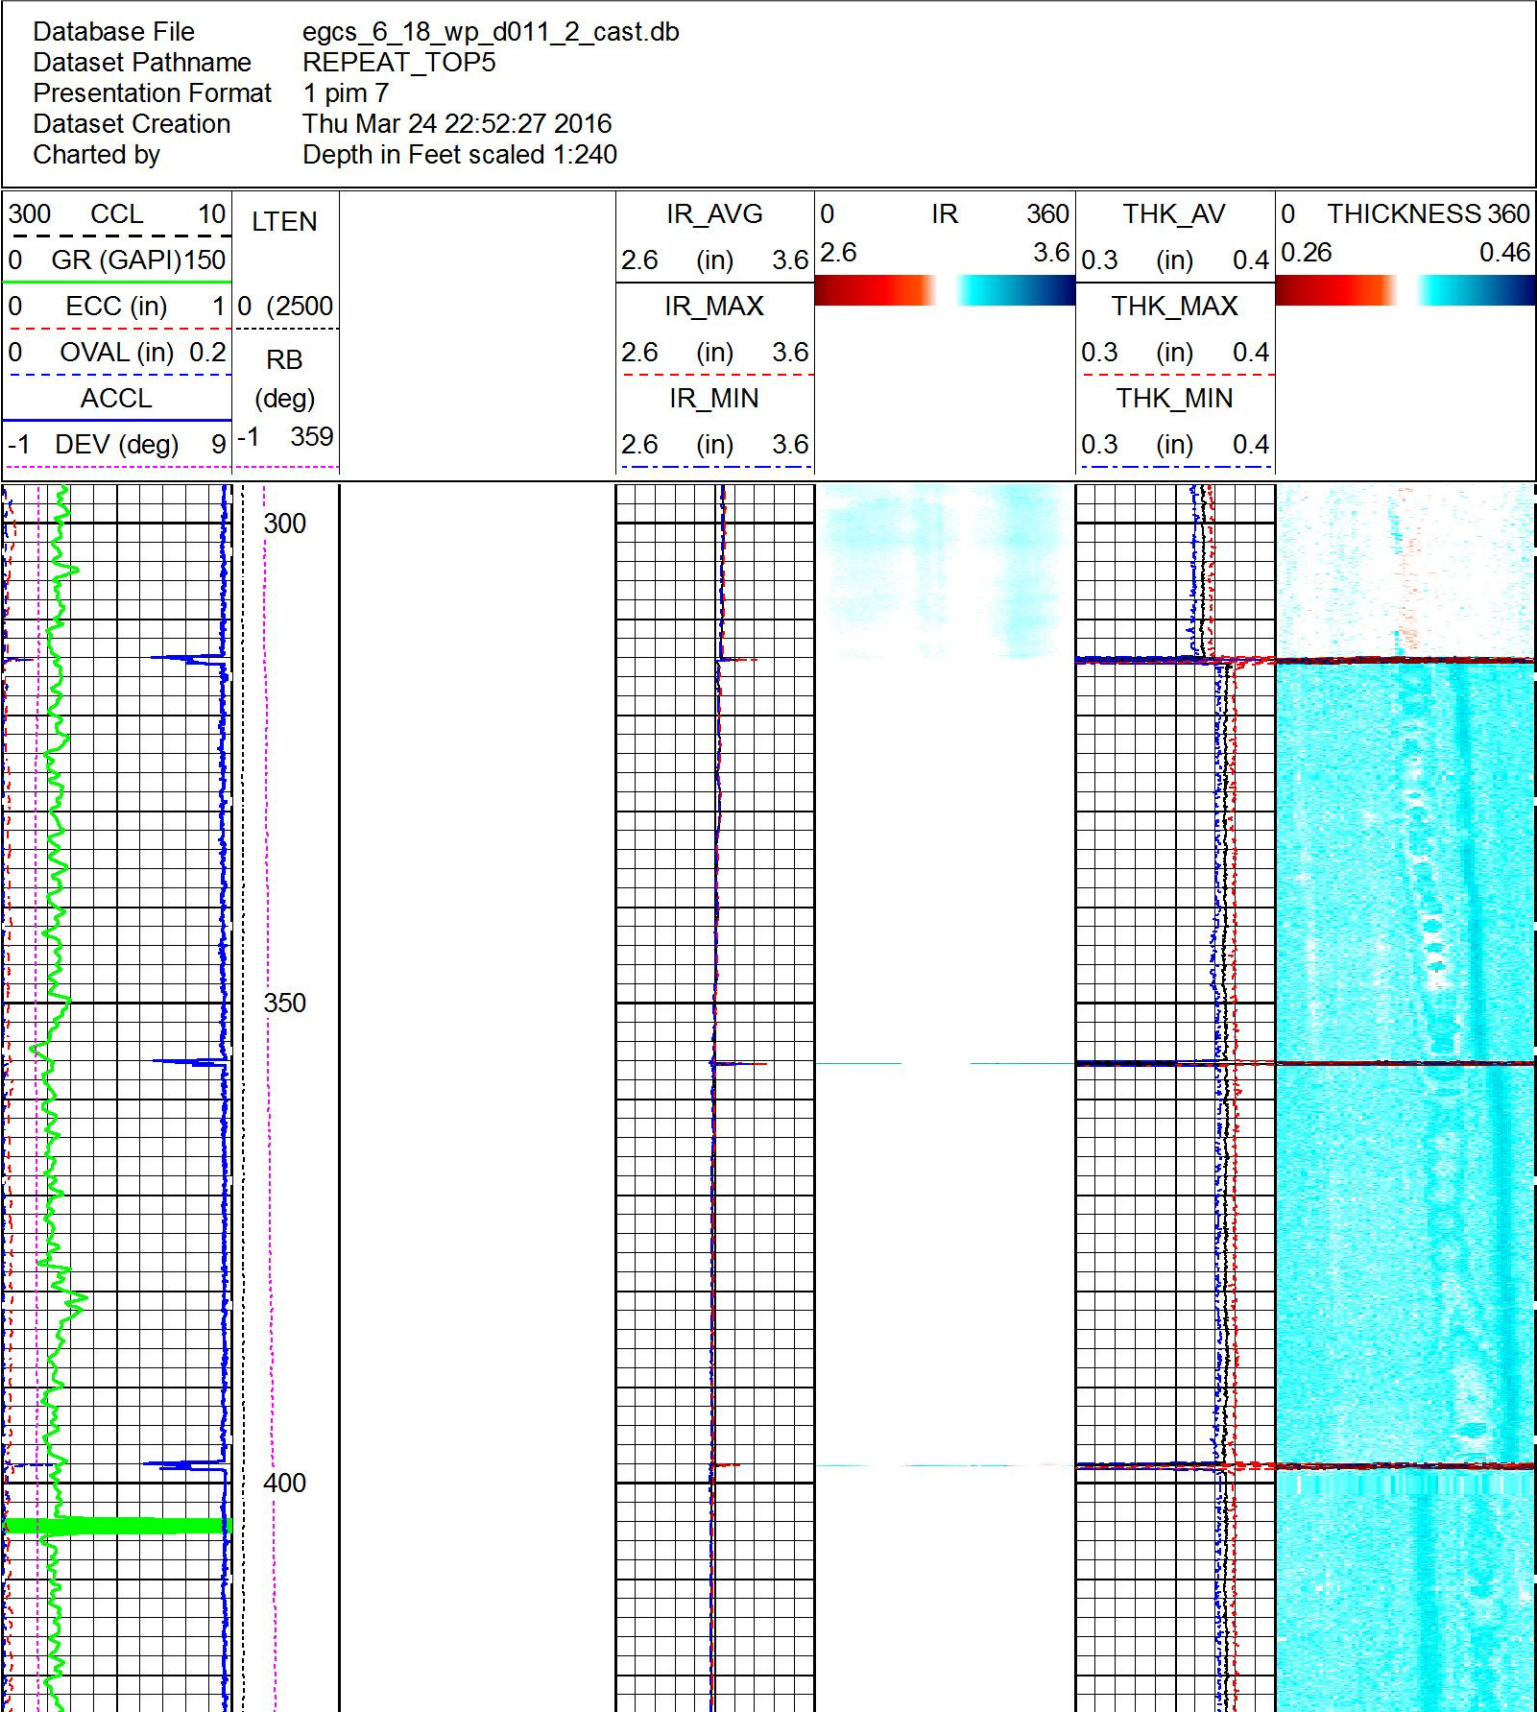 Database File egcs_6_18_wp_d011_2_cast.db
Dataset Pathname REPEAT_TOP5
Presentation Format 1 pim 7
Dataset Creation Thu Mar 24 22:52:27 2016
Charted by Depth in Feet scaled 1:240
300 CCL 10
0 GR (GAPI) 150
0 ECC (in) 1
0 OVAL (in) 0.2
ACCL
-1 DEV (deg) 9
LTEN
0 (2500
RB
(deg)
-1 359
IR_AVG
2.6 (in) 3.6
IR_MAX
2.6 (in) 3.6
IR_MIN
2.6 (in) 3.6
0 IR 360
2.6 3.6
THK_AV
0.3 (in) 0.4
THK_MAX
0.3 (in) 0.4
THK_MIN
0.3 (in) 0.4
0 THICKNESS 360
0.26 0.46
300
350
400